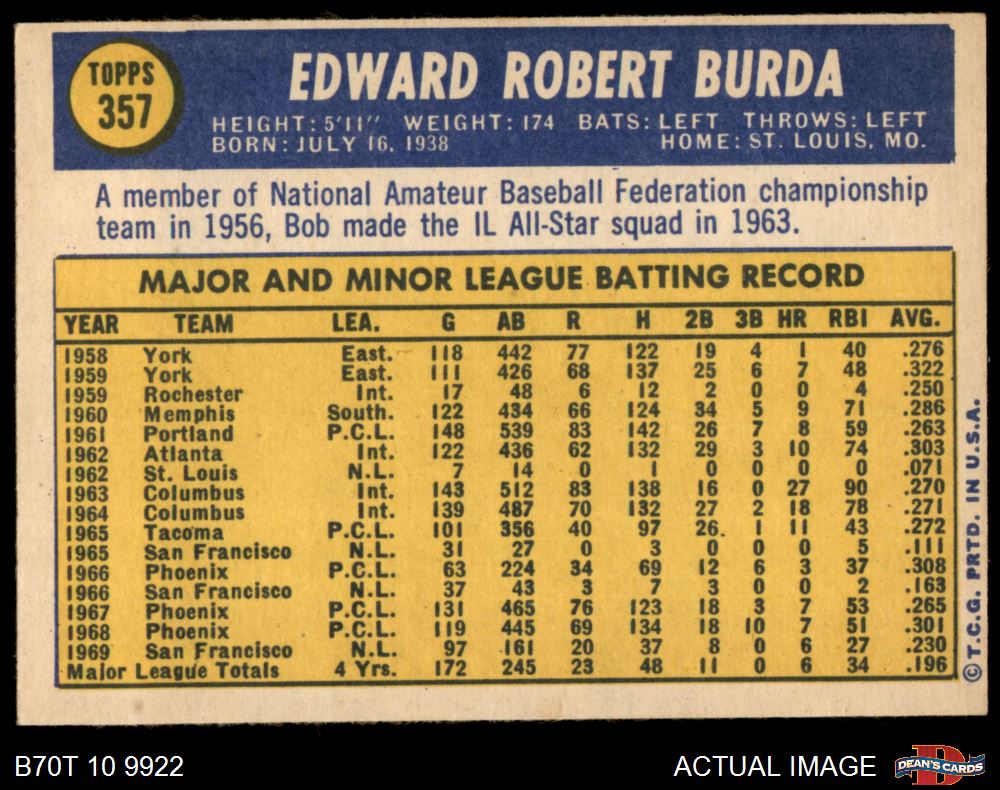 TOPPS
357
EDWARD ROBERT BURDA
HEIGHT: 5'11" WEIGHT: 174 BATS: LEFT THROWS: LEFT
BORN: JULY 16, 1938 HOME: ST. LOUIS, MO.
A member of National Amateur Baseball Federation championship
team in 1956, Bob made the IL All-Star squad in 1963.
MAJOR AND MINOR LEAGUE BATTING RECORD
YEAR TEAM LEA. G AB R H 2B 3B HR RBI AVG.
1958 York East. 118 442 77 122 19 4 1 40 .276
1959 York East. 111 426 68 137 25 6 7 48 .322
1959 Rochester Int. 17 48 6 12 2 0 0 4 .250
1960 Memphis South. 122 434 66 124 34 5 9 71 .286
1961 Portland P.C.L. 148 539 83 142 26 7 8 59 .263
1962 Atlanta Int. 122 436 62 132 29 3 10 74 .303
1962 St. Louis N.L. 7 14 0 1 0 0 0 0 .071
1963 Columbus Int. 143 512 83 138 16 0 27 90 .270
1964 Columbus Int. 139 487 70 132 27 2 18 78 .271
1965 Tacoma P.C.L. 101 356 40 97 26 1 11 43 .272
1965 San Francisco N.L. 31 27 0 3 0 0 0 5 .111
1966 Phoenix P.C.L. 63 224 34 69 12 6 3 37 .308
1966 San Francisco N.L. 37 43 3 7 3 0 0 2 .163
1967 Phoenix P.C.L. 131 465 76 123 18 3 7 53 .265
1968 Phoenix P.C.L. 119 445 69 134 18 10 7 51 .301
1969 San Francisco N.L. 97 161 20 37 8 0 6 27 .230
Major League Totals 4 Yrs. 172 245 23 48 11 0 6 34 .196
© T.C.G. PRTD. IN U.S.A.
B70T 10 9922 ACTUAL IMAGE
DEAN'S CARDS